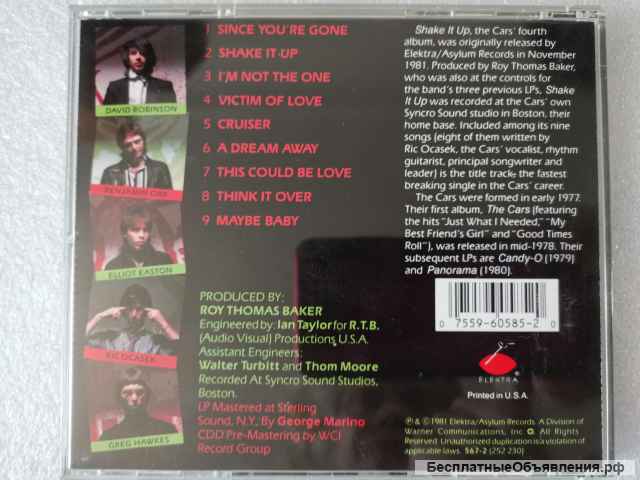 1 SINCE YOU'RE GONE
2 SHAKE IT UP
3 I'M NOT THE ONE
4 VICTIM OF LOVE
5 CRUISER
6 A DREAM AWAY
7 THIS COULD BE LOVE
8 THINK IT OVER
9 MAYBE BABY
DAVID ROBINSON
BENJAMIN ORR
ELLIOT EASTON
RIC OCASEK
GREG HAWKES
PRODUCED BY:
ROY THOMAS BAKER
Engineered by: Ian Taylor for R.T.B.
(Audio Visual) Productions, U.S.A.
Assistant Engineers:
Walter Turbitt and Thom Moore
Recorded At Syncro Sound Studios,
Boston.
LP Mastered at Sterling
Sound, N.Y. By George Marino
CDD Pre-Mastering by WCI
Record Group
Shake It Up, the Cars' fourth
album, was originally released by
Elektra/Asylum Records in November
1981. Produced by Roy Thomas Baker,
who was also at the controls for
the band's three previous LPs, Shake
It Up was recorded at the Cars' own
Syncro Sound studio in Boston, their
home base. Included among its nine
songs (eight of them written by
Ric Ocasek, the Cars' vocalist, rhythm
guitarist, principal songwriter and
leader) is the title track, the fastest
breaking single in the Cars' career.
The Cars were formed in early 1977.
Their first album, The Cars (featuring
the hits "Just What I Needed," "My
Best Friend's Girl" and "Good Times
Roll"), was released in mid-1978. Their
subsequent LPs are Candy-O (1979)
and Panorama (1980).
0 7559-60585-2 0
ELEKTRA
Printed in U.S.A.
℗ & © 1981 Elektra/Asylum Records. A Division of
Warner Communications, Inc. All Rights
Reserved. Unauthorized duplication is a violation of
applicable laws. 567-2 (252 230)
БесплатныеОбъявления.рф